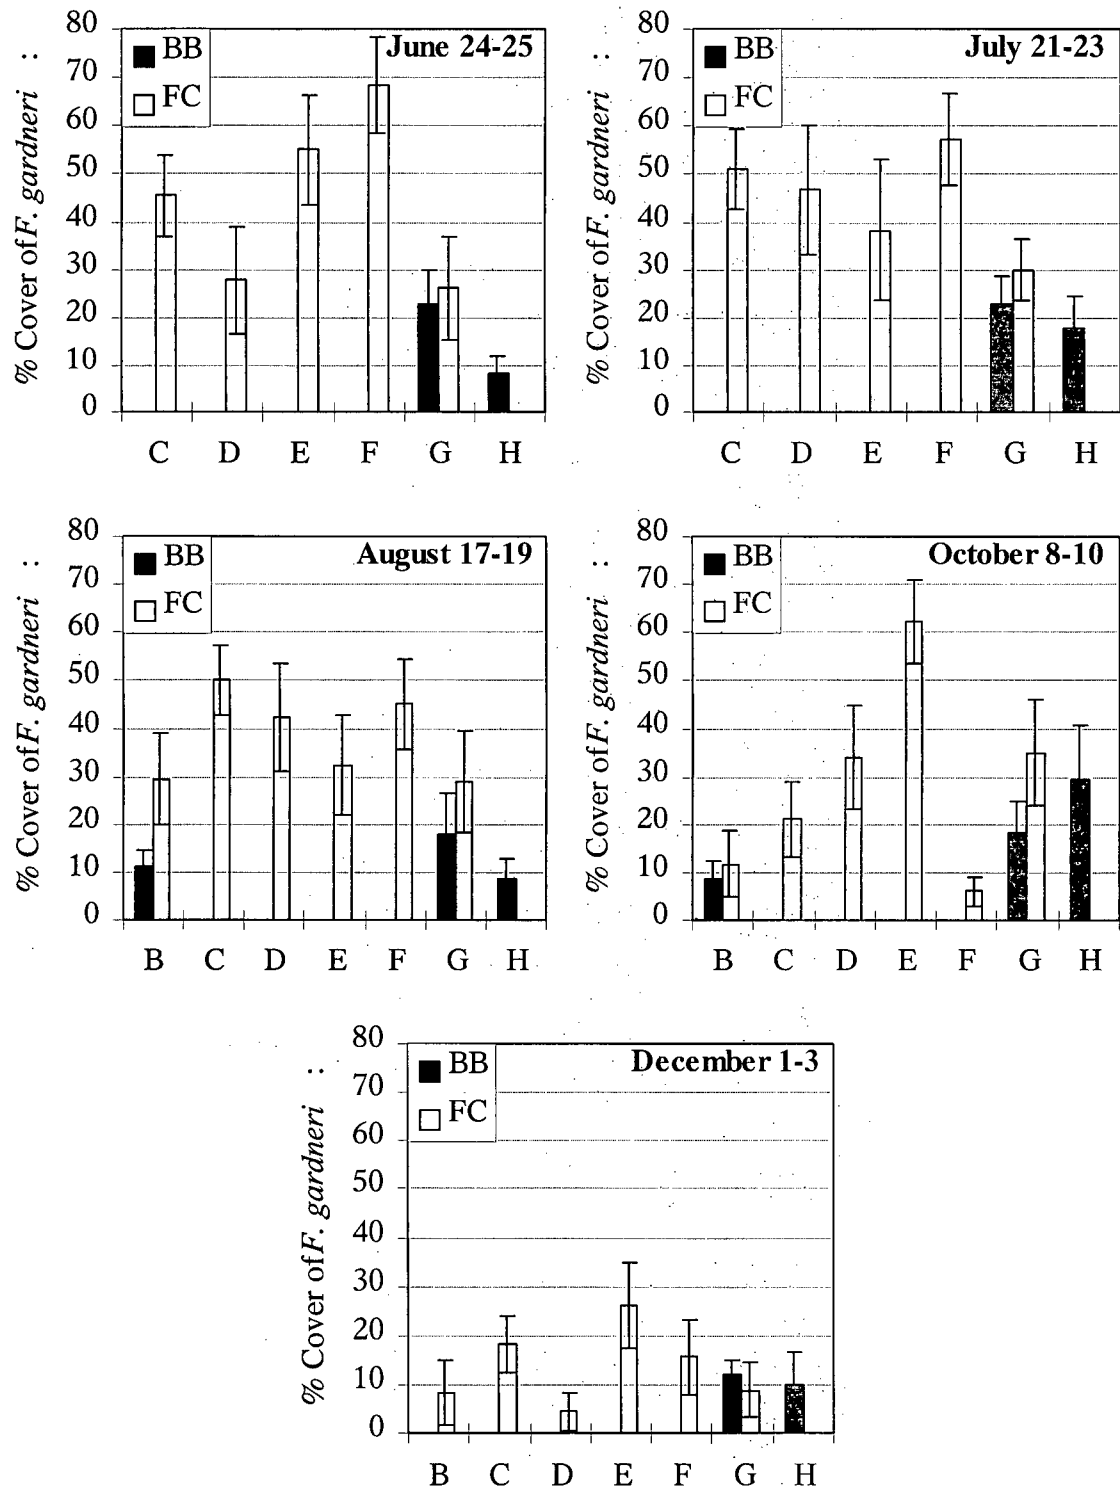 % Cover of F. gardneri :
80
70
60
50
40
30
20
10
0
BB
FC
June 24-25
C D E F G H
% Cover of F. gardneri :
80
70
60
50
40
30
20
10
0
BB
FC
July 21-23
C D E F G H
% Cover of F. gardneri :
80
70
60
50
40
30
20
10
0
BB
FC
August 17-19
B C D E F G H
% Cover of F. gardneri :
80
70
60
50
40
30
20
10
0
BB
FC
October 8-10
B C D E F G H
% Cover of F. gardneri :
80
70
60
50
40
30
20
10
0
BB
FC
December 1-3
B C D E F G H